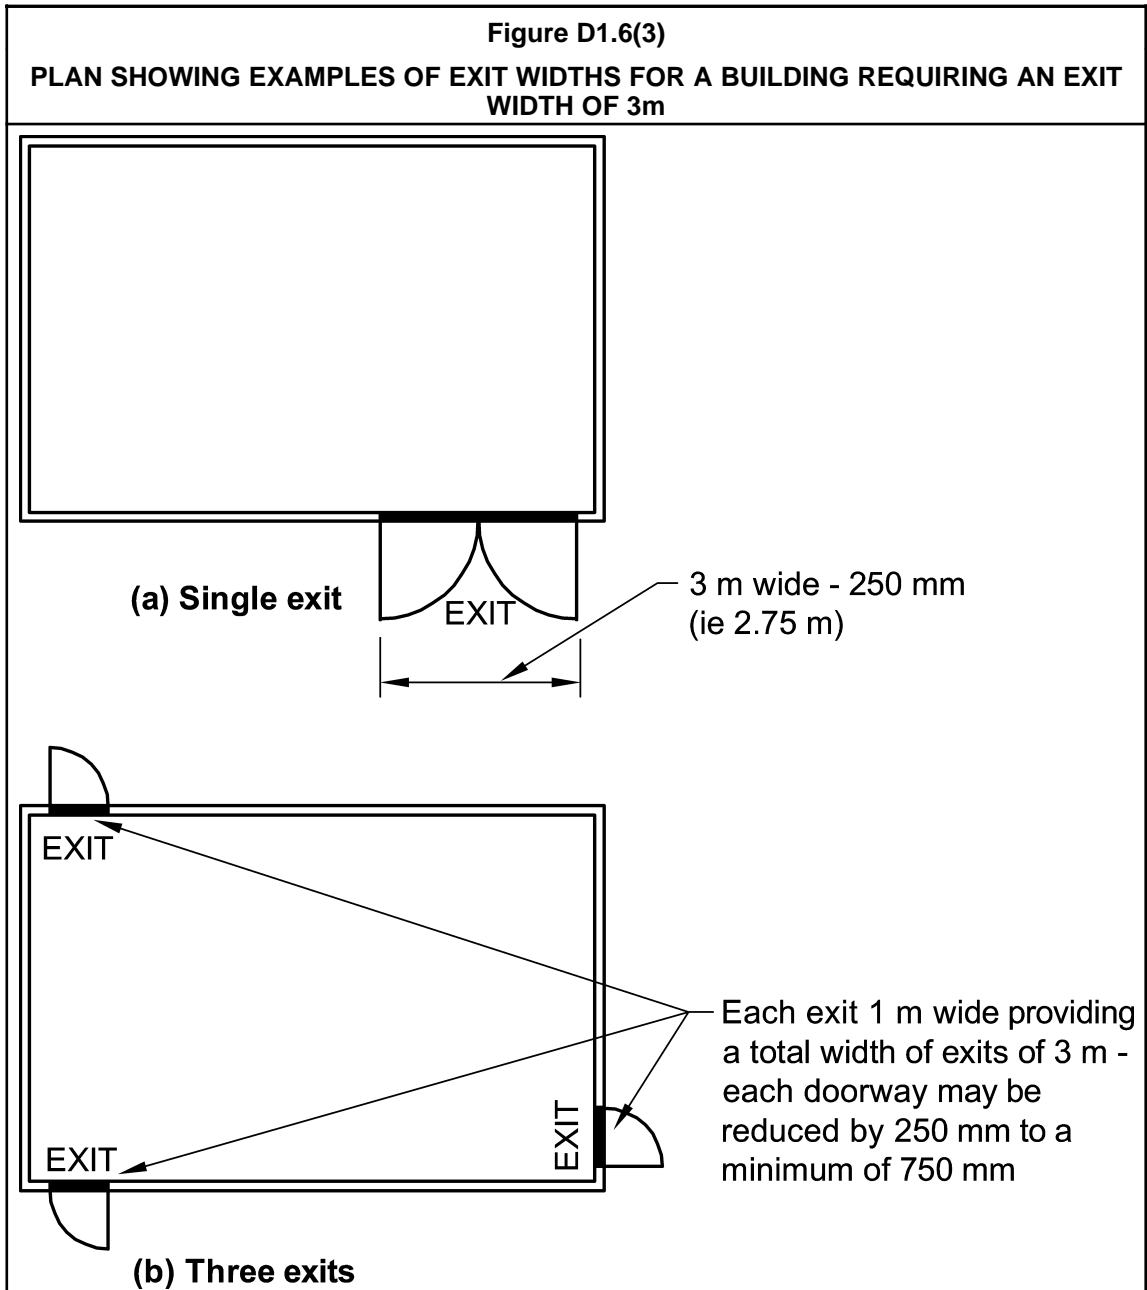 Figure D1.6(3)
PLAN SHOWING EXAMPLES OF EXIT WIDTHS FOR A BUILDING REQUIRING AN EXIT
WIDTH OF 3m
(a) Single exit
EXIT
3 m wide - 250 mm
(ie 2.75 m)
EXIT
EXIT
EXIT
Each exit 1 m wide providing
a total width of exits of 3 m -
each doorway may be
reduced by 250 mm to a
minimum of 750 mm
(b) Three exits